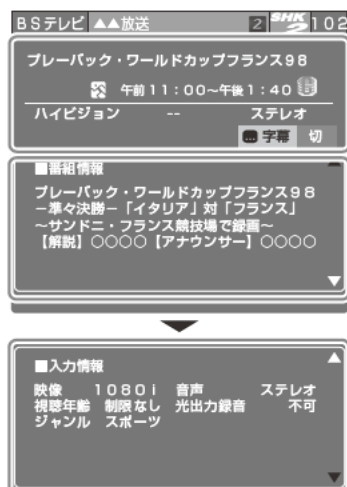 BSテレビ ▲▲放送 2 SHK 2 102
プレーバック・ワールドカップフランス98
午前11:00〜午後1:40
ハイビジョン -- ステレオ
字幕 切
■番組情報
プレーバック・ワールドカップフランス98
−準々決勝−「イタリア」対「フランス」
〜サンドニ・フランス競技場で録画〜
【解説】○○○○【アナウンサー】○○○○
■入力情報
映像 1080i 音声 ステレオ
視聴年齢 制限なし 光出力録音 不可
ジャンル スポーツ